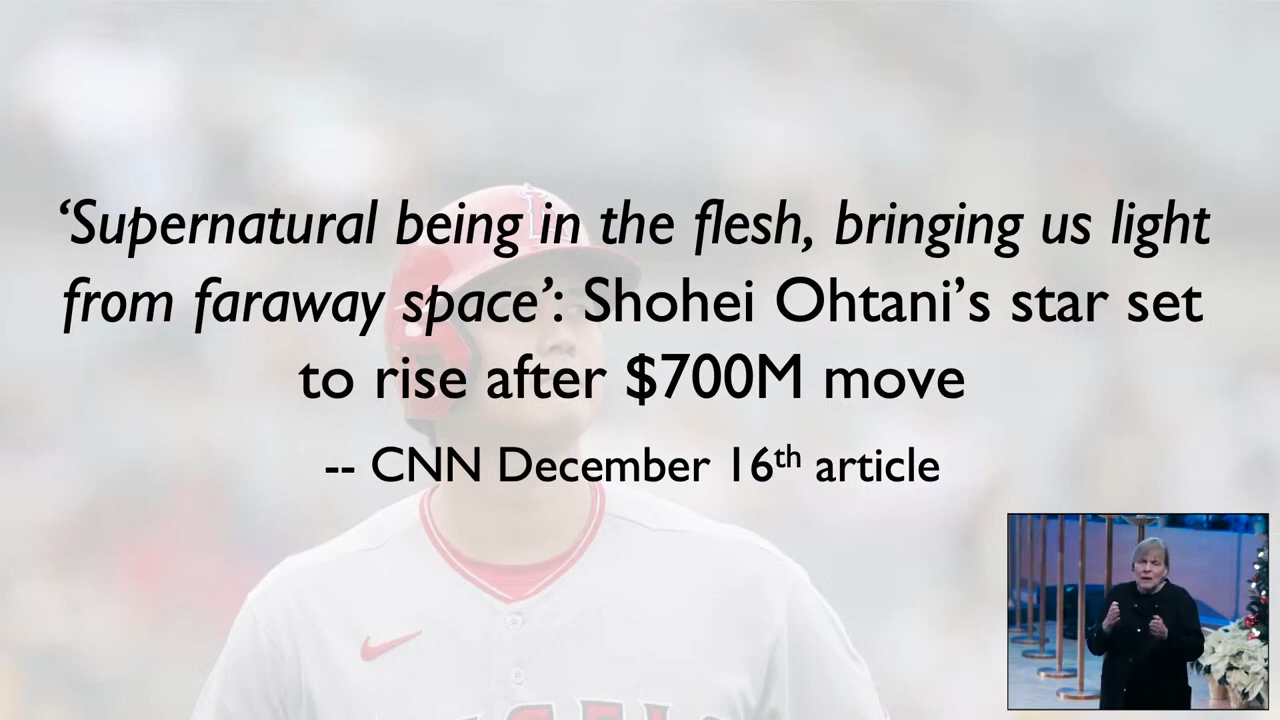 ‘Supernatural being in the flesh, bringing us light
from faraway space’: Shohei Ohtani’s star set
to rise after $700M move
-- CNN December 16th article